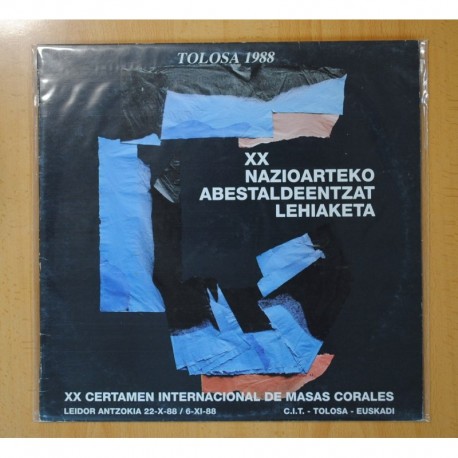 TOLOSA 1988
XX
NAZIOARTEKO
ABESTALDEENTZAT
LEHIAKETA
XX CERTAMEN INTERNACIONAL DE MASAS CORALES
LEIDOR ANTZOKIA 22-X-88 / 6-XI-88 C.I.T. - TOLOSA - EUSKADI